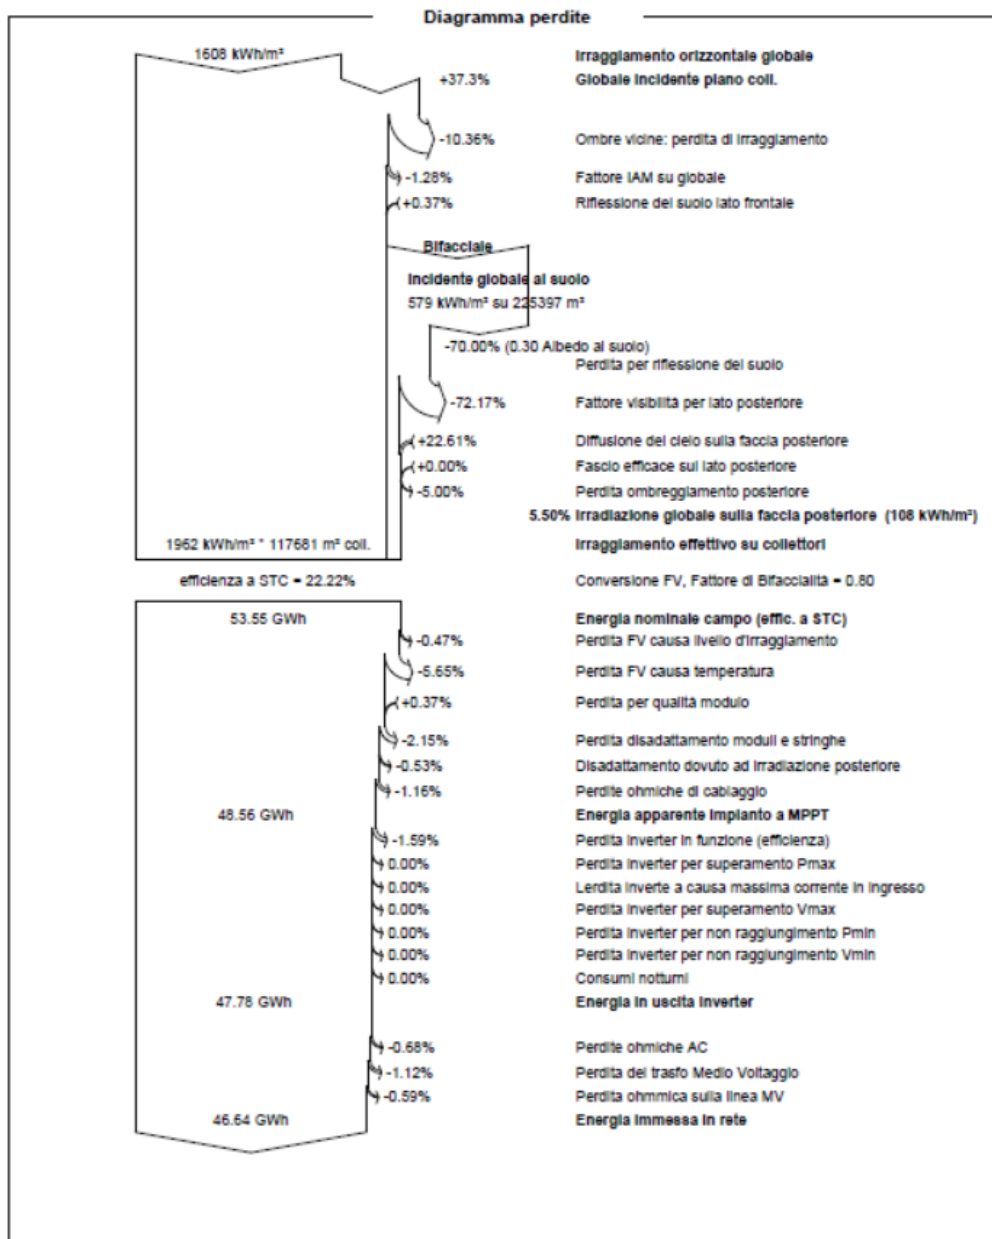 Diagramma perdite
1608 kWh/m² Irraggiamento orizzontale globale
+37.3% Globale incidente piano coll.
-10.36% Ombre vicine: perdita di irraggiamento
-1.28% Fattore IAM su globale
+0.37% Riflessione del suolo lato frontale
Bifacciale
Incidente globale al suolo
579 kWh/m² su 225397 m²
-70.00% (0.30 Albedo al suolo)
Perdita per riflessione del suolo
-72.17% Fattore visibilità per lato posteriore
+22.61% Diffusione del cielo sulla faccia posteriore
+0.00% Fascio efficace sul lato posteriore
-5.00% Perdita ombreggiamento posteriore
5.50% Irradiazione globale sulla faccia posteriore (108 kWh/m²)
1962 kWh/m² * 117681 m² coll. Irraggiamento effettivo su collettori
efficienza a STC = 22.22% Conversione FV, Fattore di Bifaccialità = 0.80
53.55 GWh Energia nominale campo (effic. a STC)
-0.47% Perdita FV causa livello d'irraggiamento
-5.65% Perdita FV causa temperatura
+0.37% Perdita per qualità modulo
-2.15% Perdita disadattamento moduli e stringhe
-0.53% Disadattamento dovuto ad irradiazione posteriore
-1.16% Perdite ohmiche di cablaggio
48.56 GWh Energia apparente impianto a MPPT
-1.59% Perdita inverter in funzione (efficienza)
0.00% Perdita inverter per superamento Pmax
0.00% Lerdita inverte a causa massima corrente in ingresso
0.00% Perdita inverter per superamento Vmax
0.00% Perdita inverter per non raggiungimento Pmin
0.00% Perdita inverter per non raggiungimento Vmin
0.00% Consumi notturni
47.78 GWh Energia in uscita inverter
-0.68% Perdite ohmiche AC
-1.12% Perdita del trasfo Medio Voltaggio
-0.59% Perdita ohmmica sulla linea MV
46.64 GWh Energia immessa in rete